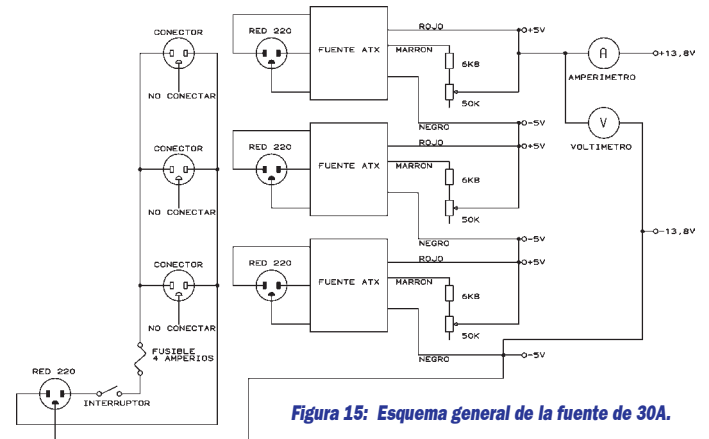 CONECTOR
NO CONECTAR
CONECTOR
NO CONECTAR
CONECTOR
NO CONECTAR
FUSIBLE
4 AMPERIOS
RED 220
INTERRUPTOR
RED 220
FUENTE ATX
ROJO
MARRON
6K8
50K
NEGRO
+5V
-5V
RED 220
FUENTE ATX
ROJO
MARRON
6K8
50K
NEGRO
+5V
-5V
RED 220
FUENTE ATX
ROJO
MARRON
6K8
50K
NEGRO
+5V
-5V
A
AMPERIMETRO
+13,8V
V
VOLTIMETRO
-13,8V
Figura 15: Esquema general de la fuente de 30A.